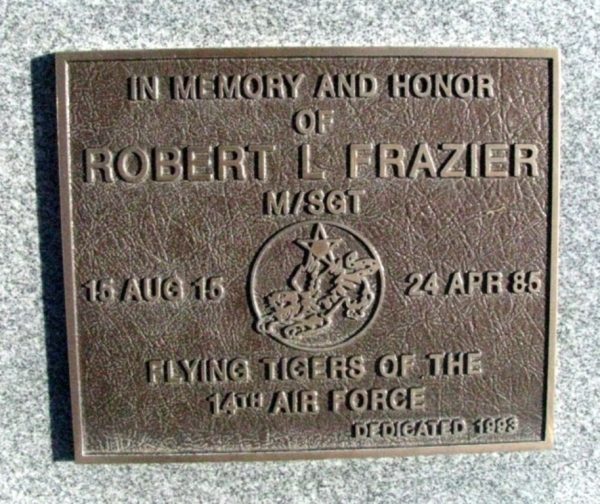 IN MEMORY AND HONOR
OF
ROBERT L FRAZIER
M/SGT
15 AUG 15 24 APR 85
FLYING TIGERS OF THE
14TH AIR FORCE
DEDICATED 1993